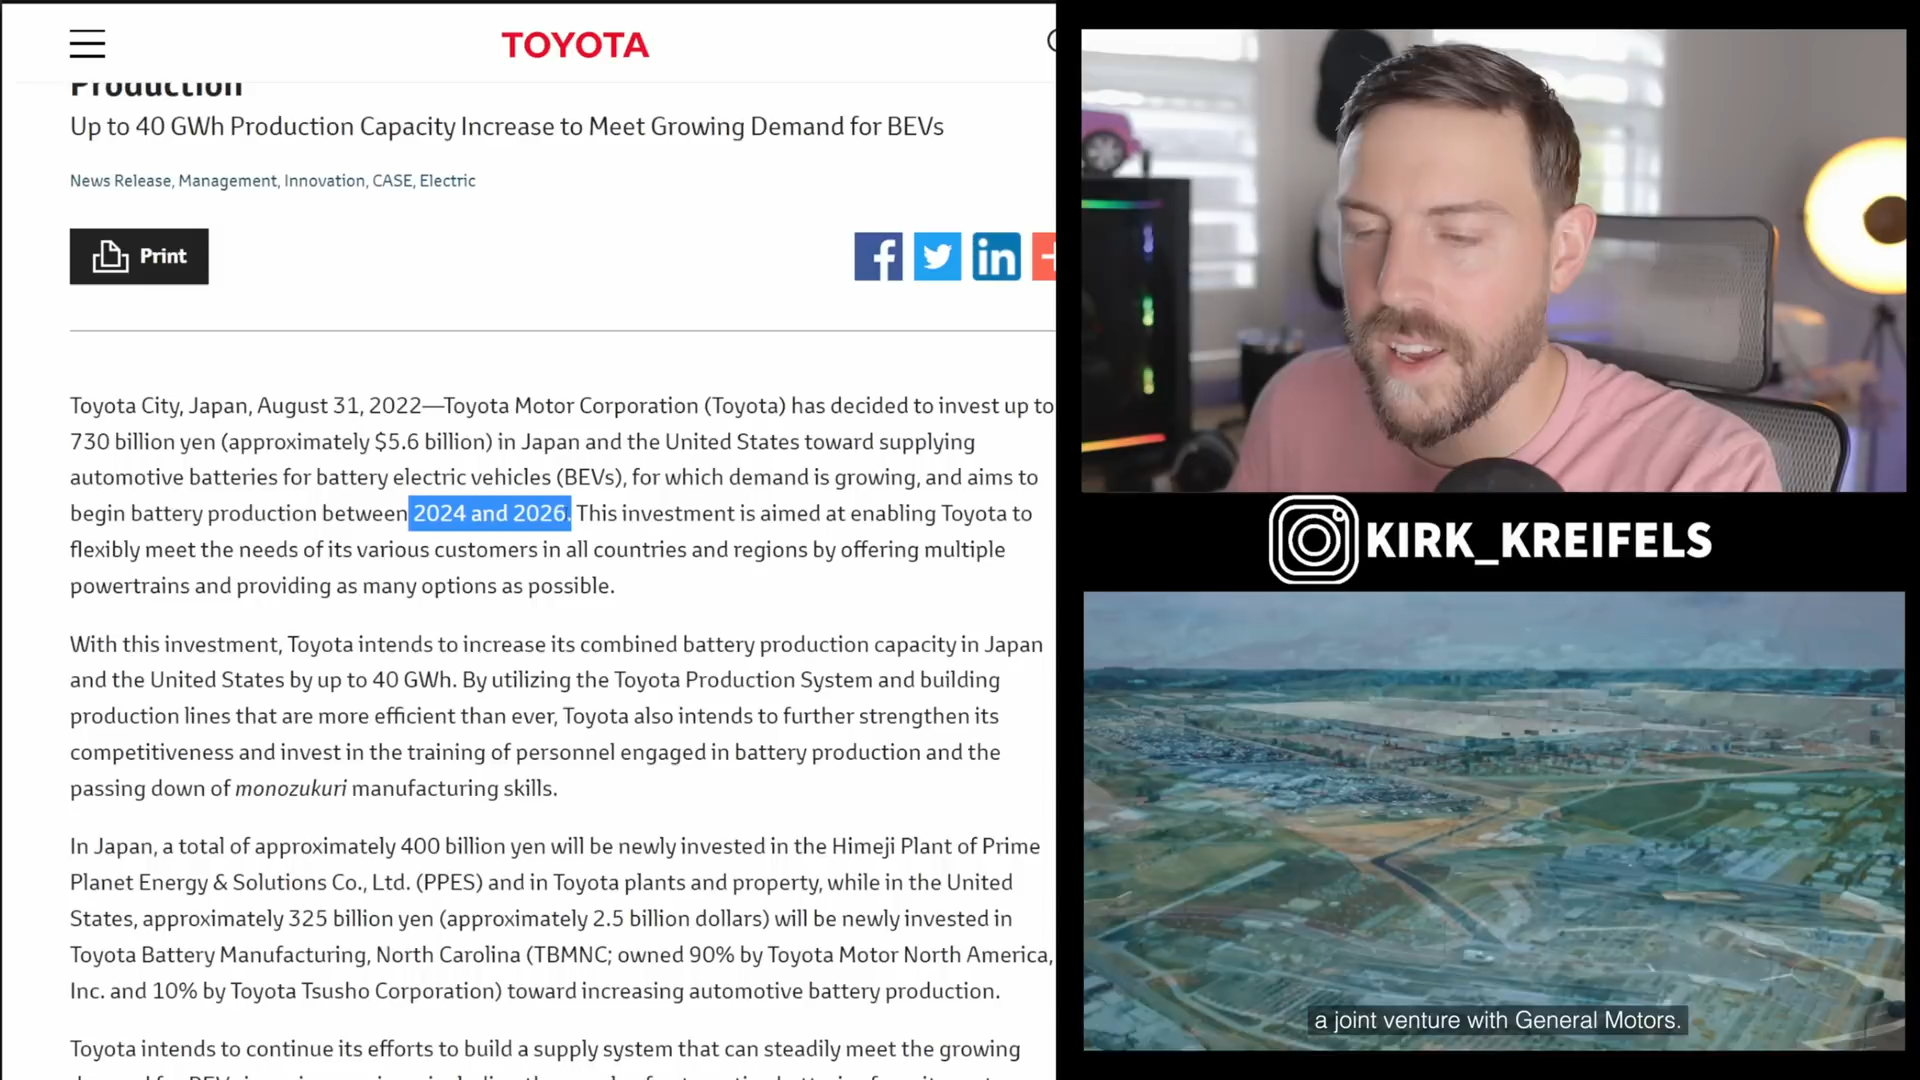 TOYOTA
Production
Up to 40 GWh Production Capacity Increase to Meet Growing Demand for BEVs
News Release, Management, Innovation, CASE, Electric
Print
Toyota City, Japan, August 31, 2022—Toyota Motor Corporation (Toyota) has decided to invest up to
730 billion yen (approximately $5.6 billion) in Japan and the United States toward supplying
automotive batteries for battery electric vehicles (BEVs), for which demand is growing, and aims to
begin battery production between 2024 and 2026. This investment is aimed at enabling Toyota to
flexibly meet the needs of its various customers in all countries and regions by offering multiple
powertrains and providing as many options as possible.
With this investment, Toyota intends to increase its combined battery production capacity in Japan
and the United States by up to 40 GWh. By utilizing the Toyota Production System and building
production lines that are more efficient than ever, Toyota also intends to further strengthen its
competitiveness and invest in the training of personnel engaged in battery production and the
passing down of monozukuri manufacturing skills.
In Japan, a total of approximately 400 billion yen will be newly invested in the Himeji Plant of Prime
Planet Energy & Solutions Co., Ltd. (PPES) and in Toyota plants and property, while in the United
States, approximately 325 billion yen (approximately 2.5 billion dollars) will be newly invested in
Toyota Battery Manufacturing, North Carolina (TBMNC; owned 90% by Toyota Motor North America,
Inc. and 10% by Toyota Tsusho Corporation) toward increasing automotive battery production.
Toyota intends to continue its efforts to build a supply system that can steadily meet the growing
KIRK_KREIFELS
a joint venture with General Motors.